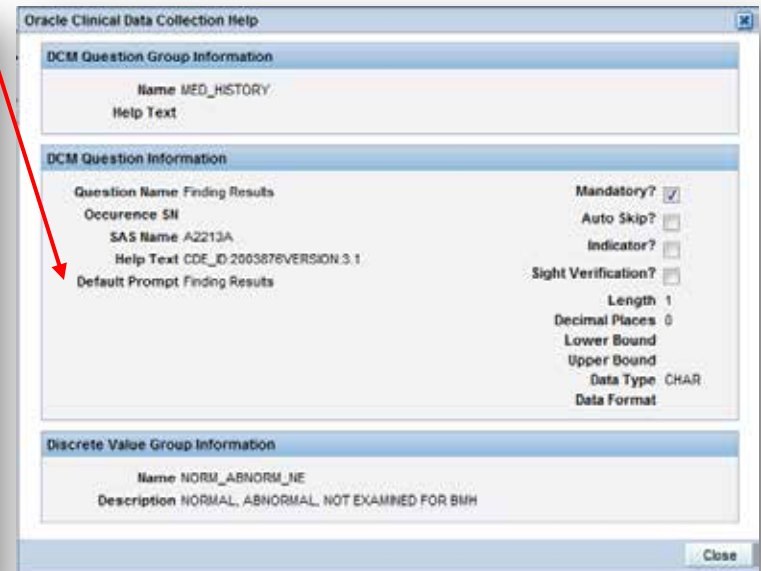 Oracle Clinical Data Collection Help
DCM Question Group Information
Name MED_HISTORY
Help Text
DCM Question Information
Question Name Finding Results
Occurence SN
SAS Name A2213A
Help Text CDE_ID:2003876VERSION:3.1
Default Prompt Finding Results
Mandatory?
Auto Skip?
Indicator?
Sight Verification?
Length 1
Decimal Places 0
Lower Bound
Upper Bound
Data Type CHAR
Data Format
Discrete Value Group Information
Name NORM_ABNORM_NE
Description NORMAL, ABNORMAL, NOT EXAMINED FOR BMH
Close